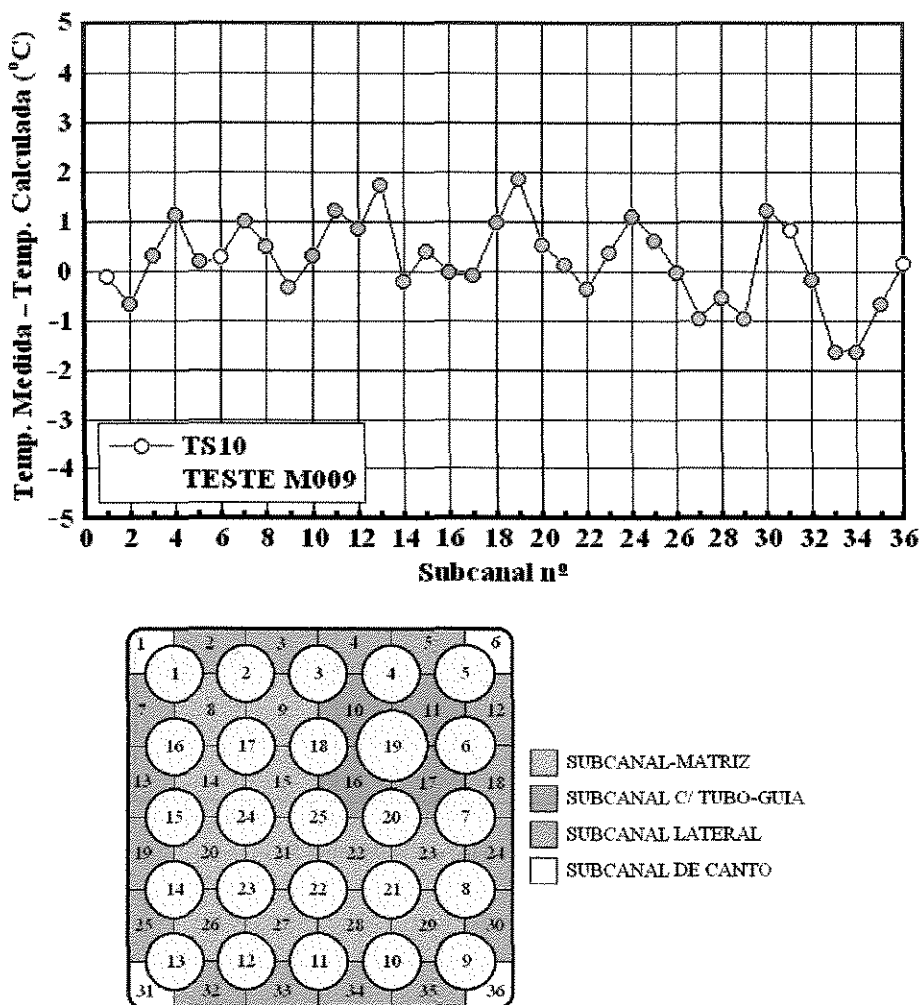 Temp. Medida – Temp. Calculada (°C)
5
4
3
2
1
0
-1
-2
-3
-4
-5
TS10
TESTE M009
0 2 4 6 8 10 12 14 16 18 20 22 24 26 28 30 32 34 36
Subcanal nº
1 2 3 4 5 6
1 2 3 4 5
7 8 9 10 11 12
16 17 18 19 6
13 14 15 16 17 18
15 24 25 20 7
19 20 21 22 23 24
14 23 22 21 8
25 26 27 28 29 30
13 12 11 10 9
31 32 33 34 35 36
SUBCANAL-MATRIZ
SUBCANAL C/ TUBO-GUIA
SUBCANAL LATERAL
SUBCANAL DE CANTO